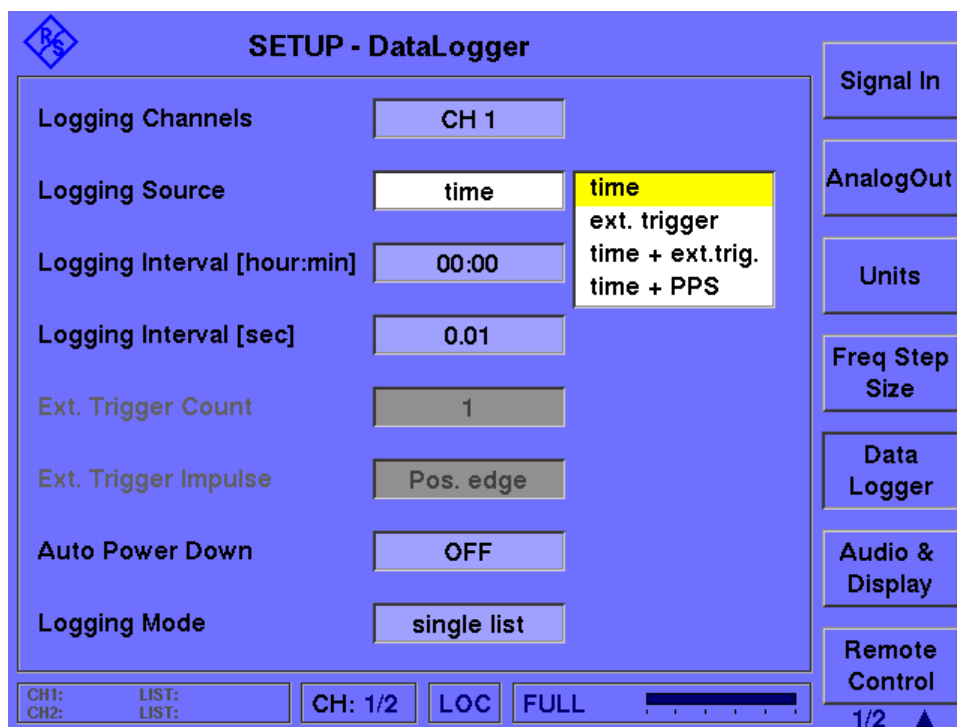 R&S
SETUP - DataLogger
Logging Channels CH 1
Logging Source time
time
ext. trigger
time + ext.trig.
time + PPS
Logging Interval [hour:min] 00:00
Logging Interval [sec] 0.01
Ext. Trigger Count 1
Ext. Trigger Impulse Pos. edge
Auto Power Down OFF
Logging Mode single list
Signal In
AnalogOut
Units
Freq Step
Size
Data
Logger
Audio &
Display
Remote
Control
1/2
CH1: LIST:
CH2: LIST:
CH: 1/2 LOC FULL